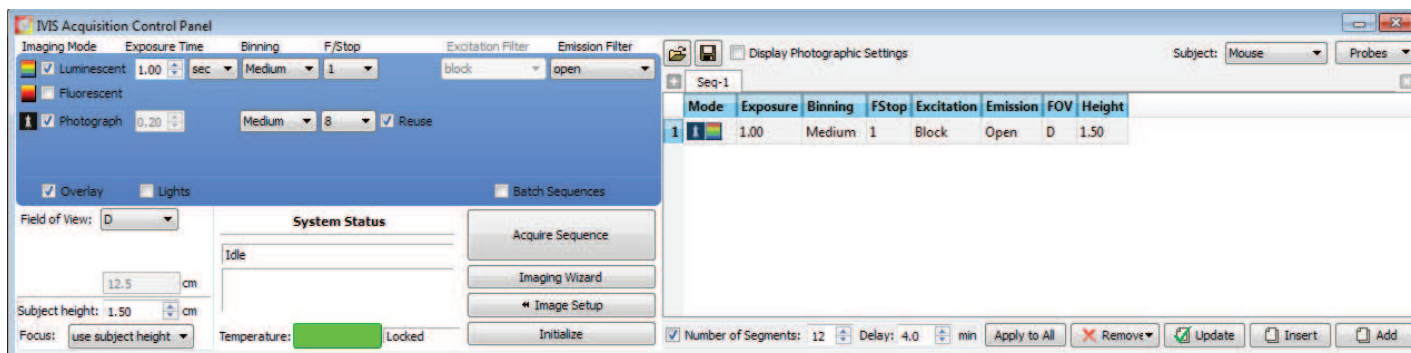 IVIS Acquisition Control Panel
Imaging Mode Exposure Time Binning F/Stop Excitation Filter Emission Filter
Luminescent 1.00 sec Medium 1 block open
Fluorescent
Photograph 0.20 Medium 8 Reuse
Overlay Lights Batch Sequences
Field of View: D
12.5 cm
Subject height: 1.50 cm
Focus: use subject height
System Status
Idle
Temperature: Locked
Acquire Sequence
Imaging Wizard
Image Setup
Initialize
Display Photographic Settings Subject: Mouse Probes
Seq-1
Mode Exposure Binning FStop Excitation Emission FOV Height
1 1.00 Medium 1 Block Open D 1.50
Number of Segments: 12 Delay: 4.0 min Apply to All Remove Update Insert Add